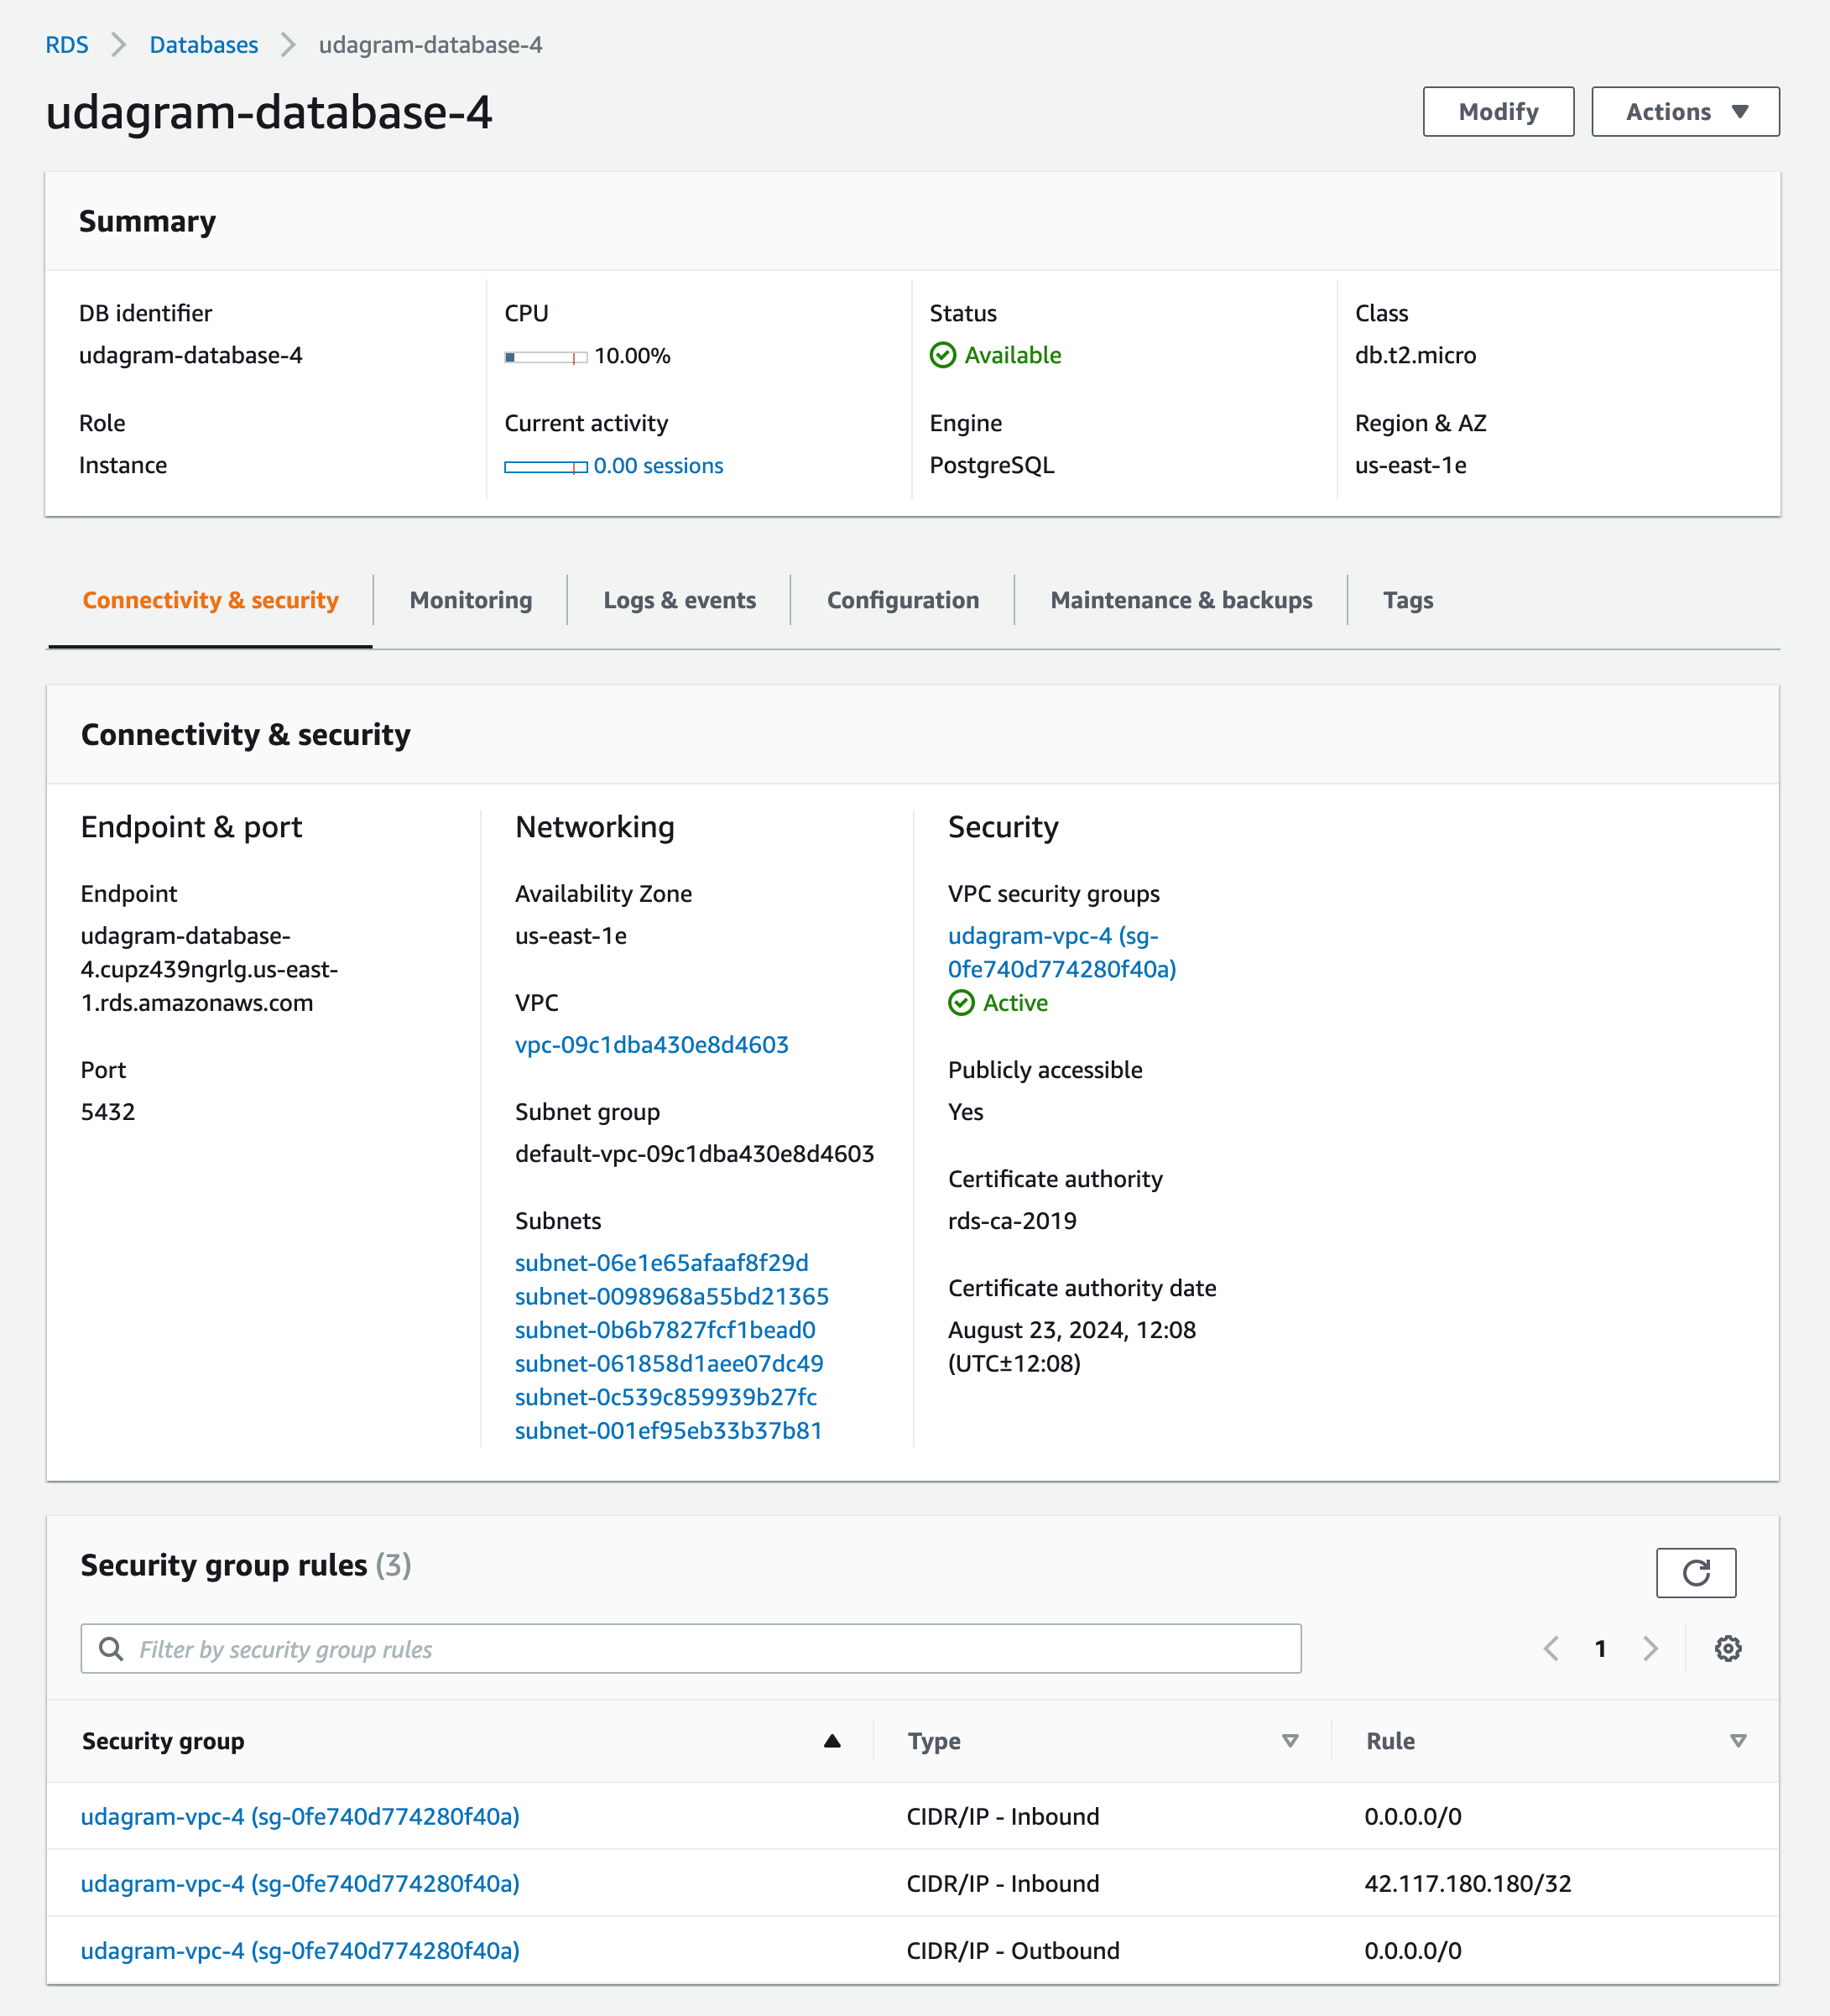 RDS > Databases > udagram-database-4
udagram-database-4
Modify
Actions
Summary
DB identifier
udagram-database-4
CPU
10.00%
Status
Available
Class
db.t2.micro
Role
Instance
Current activity
0.00 sessions
Engine
PostgreSQL
Region & AZ
us-east-1e
Connectivity & security
Monitoring
Logs & events
Configuration
Maintenance & backups
Tags
Connectivity & security
Endpoint & port
Endpoint
udagram-database-
4.cupz439ngrlg.us-east-
1.rds.amazonaws.com
Port
5432
Networking
Availability Zone
us-east-1e
VPC
vpc-09c1dba430e8d4603
Subnet group
default-vpc-09c1dba430e8d4603
Subnets
subnet-06e1e65afaaf8f29d
subnet-0098968a55bd21365
subnet-0b6b7827fcf1bead0
subnet-061858d1aee07dc49
subnet-0c539c859939b27fc
subnet-001ef95eb33b37b81
Security
VPC security groups
udagram-vpc-4 (sg-
0fe740d774280f40a)
Active
Publicly accessible
Yes
Certificate authority
rds-ca-2019
Certificate authority date
August 23, 2024, 12:08
(UTC±12:08)
Security group rules (3)
Filter by security group rules
1
Security group
Type
Rule
udagram-vpc-4 (sg-0fe740d774280f40a)
CIDR/IP - Inbound
0.0.0.0/0
udagram-vpc-4 (sg-0fe740d774280f40a)
CIDR/IP - Inbound
42.117.180.180/32
udagram-vpc-4 (sg-0fe740d774280f40a)
CIDR/IP - Outbound
0.0.0.0/0